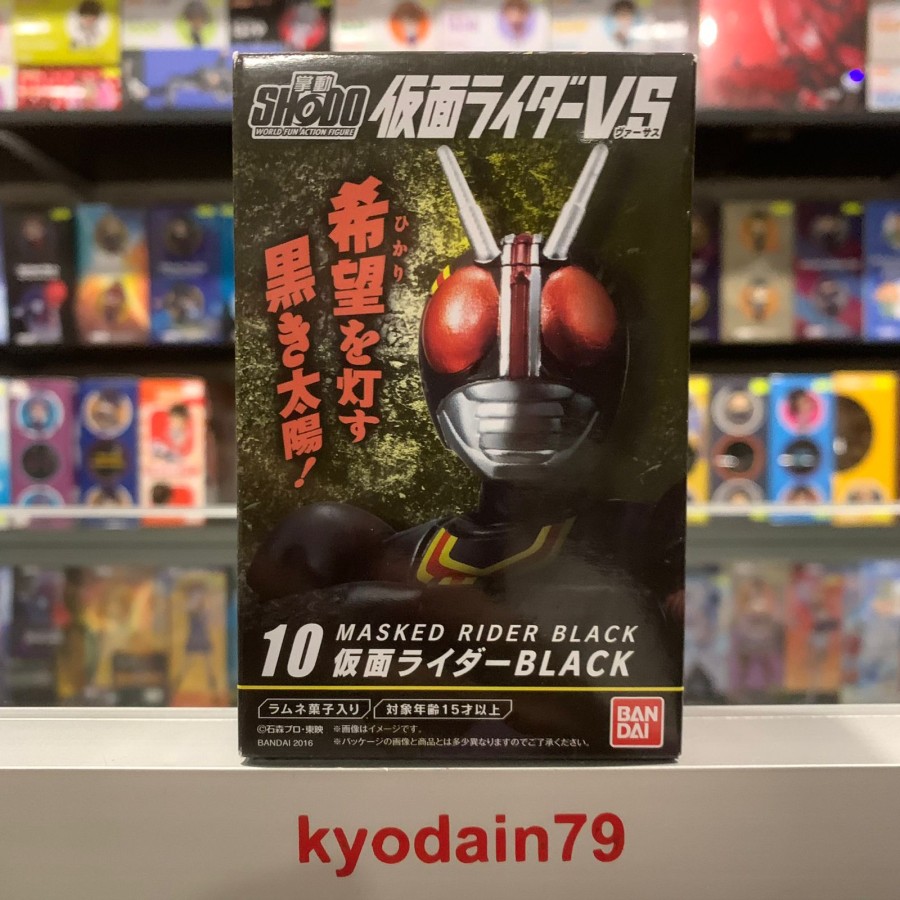 掌動
SHODO
WORLD FUN ACTION FIGURE
仮面ライダーVS
ヴァーサス
ひかり
希望を灯す
黒き太陽!
10
MASKED RIDER BLACK
仮面ライダーBLACK
ラムネ菓子入り
対象年齢15才以上
©石森プロ・東映
BANDAI 2016
※画像はイメージです。
※パッケージの画像と商品とは多少異なりますのでご了承ください。
BAN
DAI
kyodain79